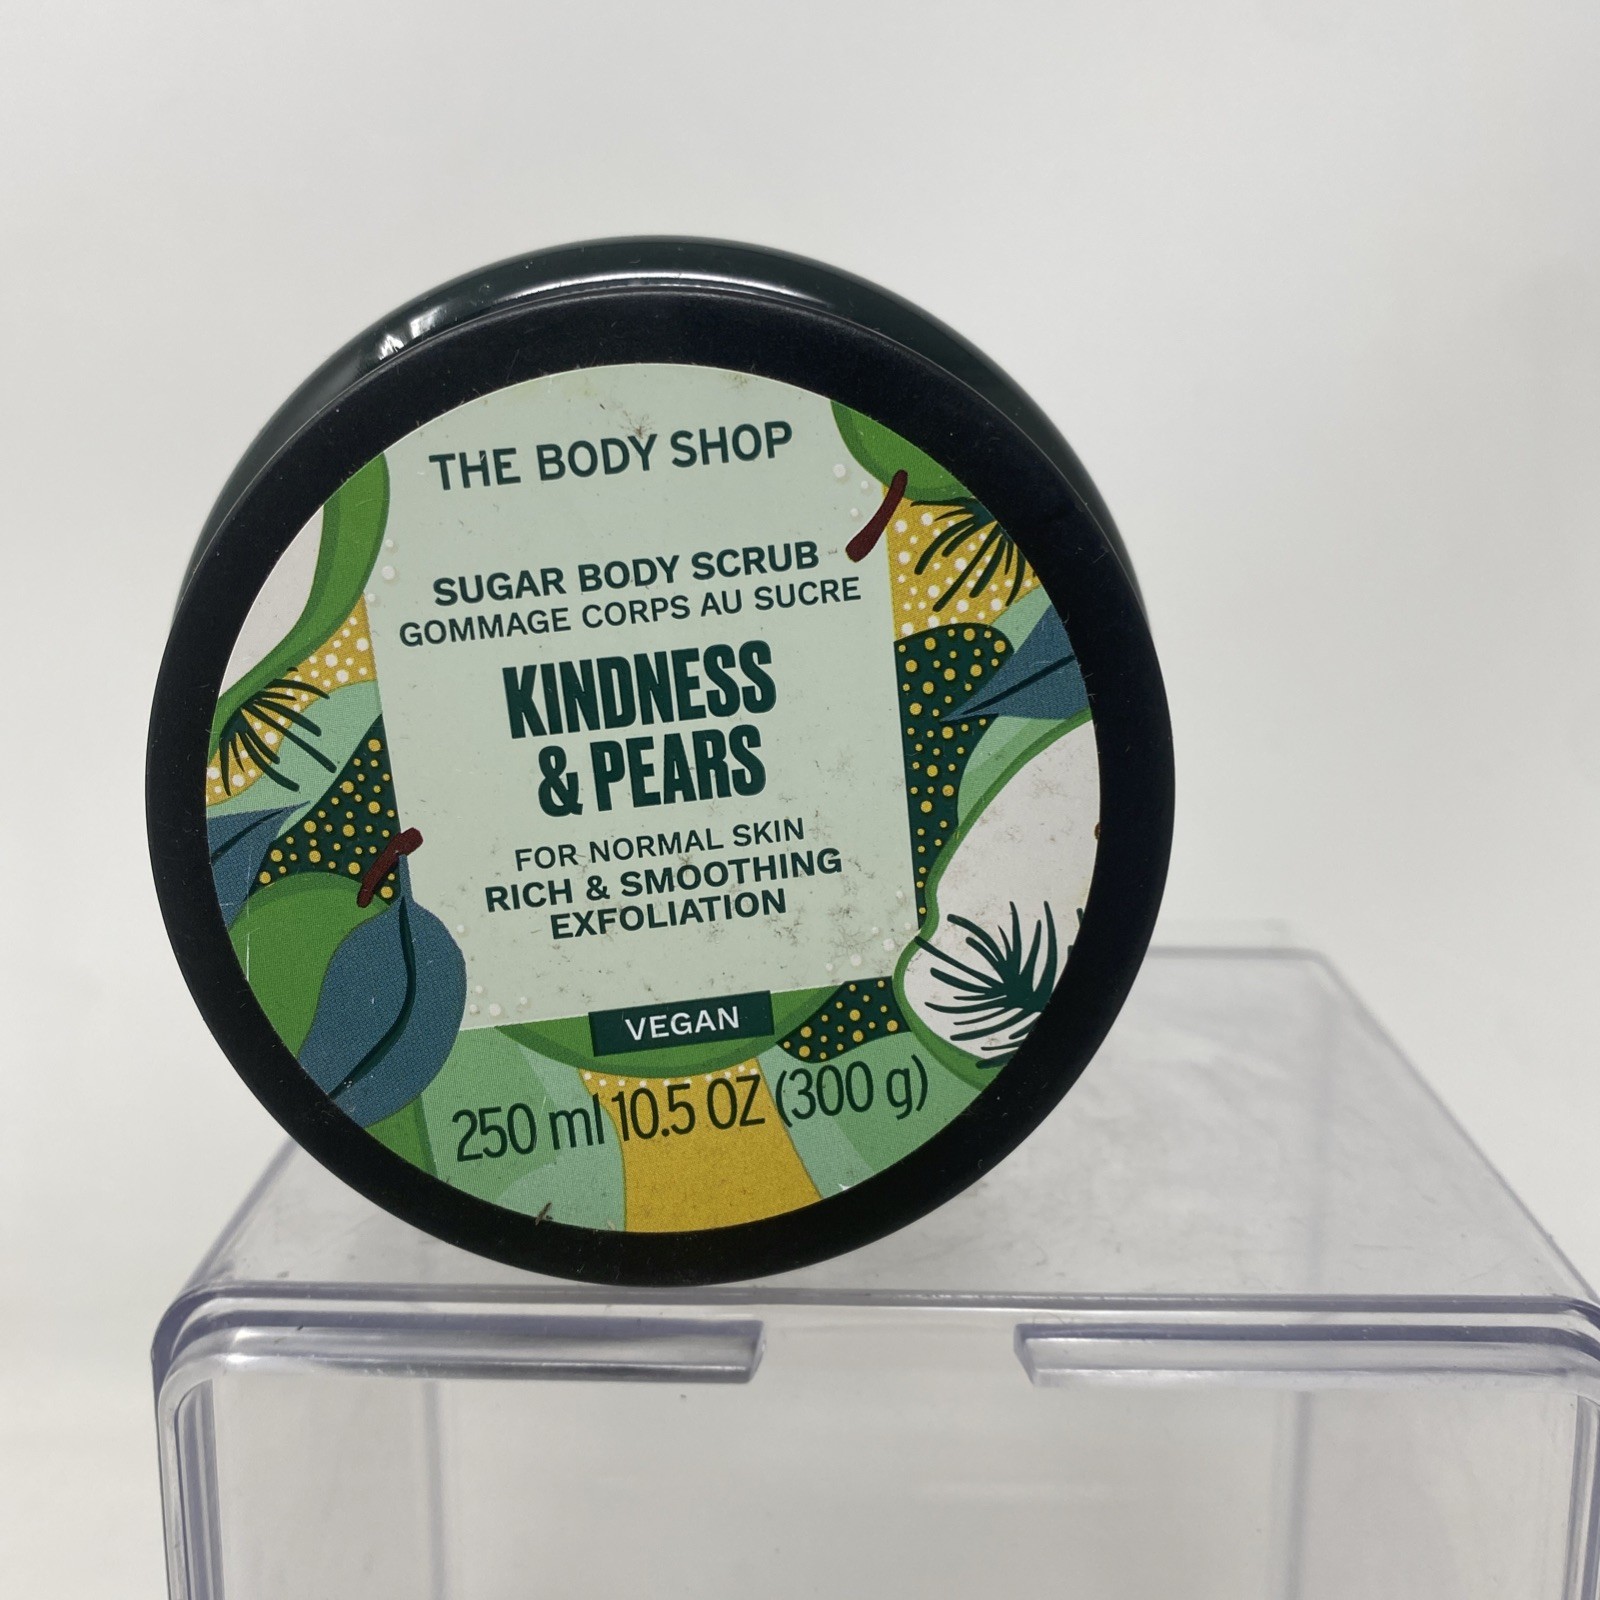 THE BODY SHOP
SUGAR BODY SCRUB
GOMMAGE CORPS AU SUCRE
KINDNESS
& PEARS
FOR NORMAL SKIN
RICH & SMOOTHING
EXFOLIATION
VEGAN
250 ml 10.5 OZ (300 g)